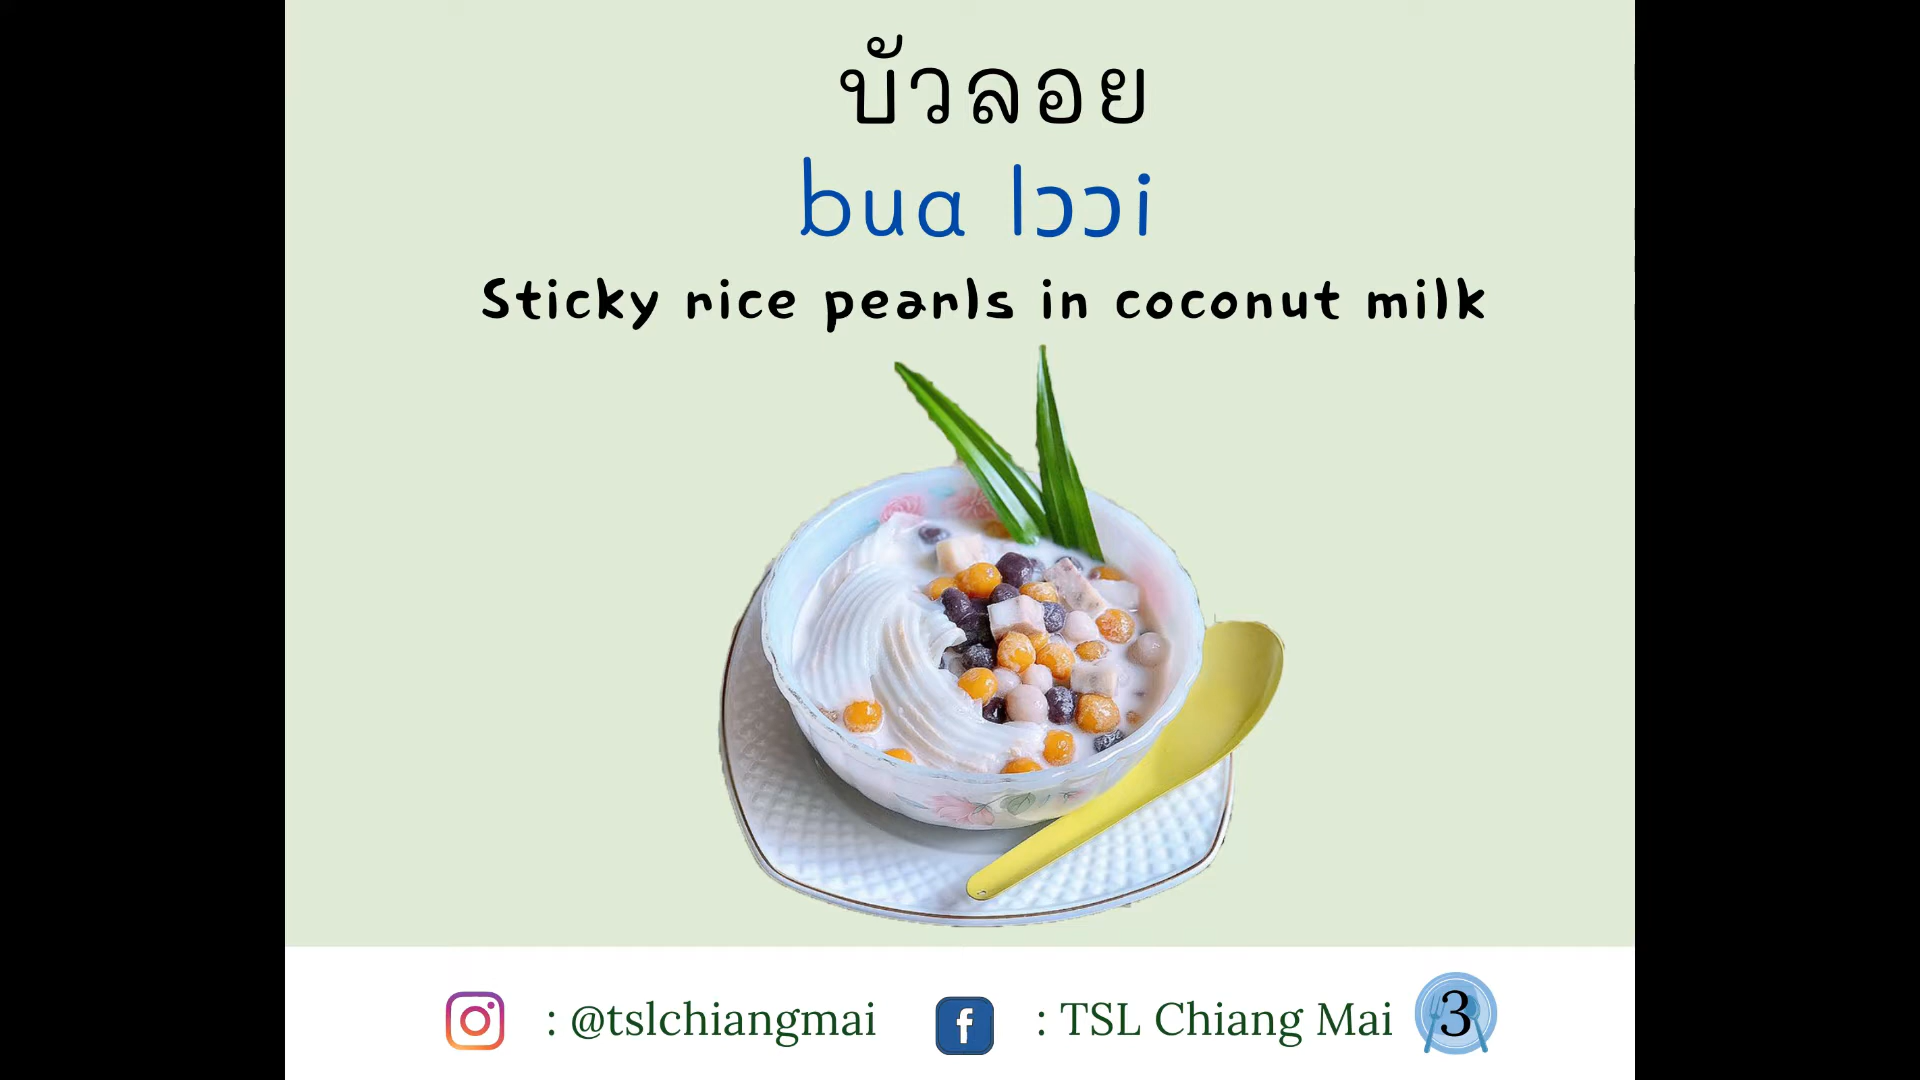 บัวลอย
bua lɔɔi
Sticky rice pearls in coconut milk
: @tslchiangmai : TSL Chiang Mai 3